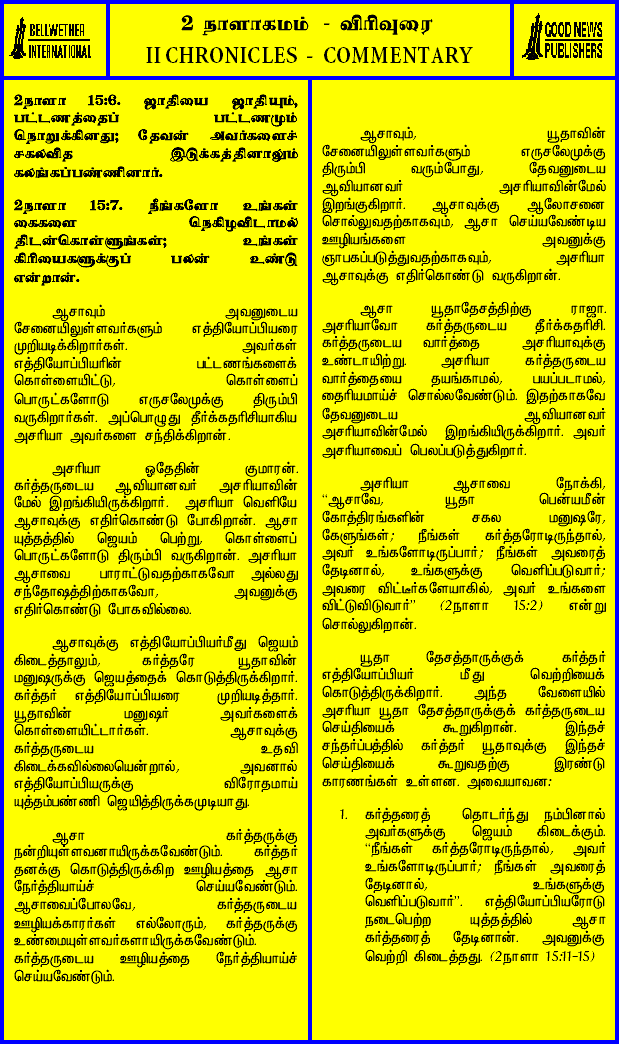 BELLWETHER
INTERNATIONAL
2 நாளாகமம் - விரிவுரை
II CHRONICLES - COMMENTARY
GOOD NEWS
PUBLISHERS
2நாளா 15:6. ஜாதியை ஜாதியும்,
பட்டணத்தைப் பட்டணமும்
நொறுக்கினது; தேவன் அவர்களைச்
சகலவித இடுக்கத்தினாலும்
கலங்கப்பண்ணினார்.
2நாளா 15:7. நீங்களோ உங்கள்
கைகளை நெகிழவிடாமல்
திடன்கொள்ளுங்கள்; உங்கள்
கிரியைகளுக்குப் பலன் உண்டு
என்றான்.
ஆசாவும் அவனுடைய
சேனையிலுள்ளவர்களும் எத்தியோப்பியரை
முறியடிக்கிறார்கள். அவர்கள்
எத்தியோப்பியரின் பட்டணங்களைக்
கொள்ளையிட்டு, கொள்ளைப்
பொருட்களோடு எருசலேமுக்கு திரும்பி
வருகிறார்கள். அப்பொழுது தீர்க்கதரிசியாகிய
அசரியா அவர்களை சந்திக்கிறான்.
அசரியா ஓதேதின் குமாரன்.
கர்த்தருடைய ஆவியானவர் அசரியாவின்
மேல் இறங்கியிருக்கிறார். அசரியா வெளியே
ஆசாவுக்கு எதிர்கொண்டு போகிறான். ஆசா
யுத்தத்தில் ஜெயம் பெற்று, கொள்ளைப்
பொருட்களோடு திரும்பி வருகிறான். அசரியா
ஆசாவை பாராட்டுவதற்காகவோ அல்லது
சந்தோஷத்திற்காகவோ, அவனுக்கு
எதிர்கொண்டு போகவில்லை.
ஆசாவுக்கு எத்தியோப்பியர்மீது ஜெயம்
கிடைத்தாலும், கர்த்தரே யூதாவின்
மனுஷருக்கு ஜெயத்தைக் கொடுத்திருக்கிறார்.
கர்த்தர் எத்தியோப்பியரை முறியடித்தார்.
யூதாவின் மனுஷர் அவர்களைக்
கொள்ளையிட்டார்கள். ஆசாவுக்கு
கர்த்தருடைய உதவி
கிடைக்கவில்லையென்றால், அவனால்
எத்தியோப்பியருக்கு விரோதமாய்
யுத்தம்பண்ணி ஜெயித்திருக்கமுடியாது.
ஆசா கர்த்தருக்கு
நன்றியுள்ளவனாயிருக்கவேண்டும். கர்த்தர்
தனக்கு கொடுத்திருக்கிற ஊழியத்தை ஆசா
நேர்த்தியாய்ச் செய்யவேண்டும்.
ஆசாவைப்போலவே, கர்த்தருடைய
ஊழியக்காரர்கள் எல்லோரும், கர்த்தருக்கு
உண்மையுள்ளவர்களாயிருக்கவேண்டும்.
கர்த்தருடைய ஊழியத்தை நேர்த்தியாய்ச்
செய்யவேண்டும்.
ஆசாவும், யூதாவின்
சேனையிலுள்ளவர்களும் எருசலேமுக்கு
திரும்பி வரும்போது, தேவனுடைய
ஆவியானவர் அசரியாவின்மேல்
இறங்குகிறார். ஆசாவுக்கு ஆலோசனை
சொல்லுவதற்காகவும், ஆசா செய்யவேண்டிய
ஊழியங்களை அவனுக்கு
ஞாபகப்படுத்துவதற்காகவும், அசரியா
ஆசாவுக்கு எதிர்கொண்டு வருகிறான்.
ஆசா யூதாதேசத்திற்கு ராஜா.
அசரியாவோ கர்த்தருடைய தீர்க்கதரிசி.
கர்த்தருடைய வார்த்தை அசரியாவுக்கு
உண்டாயிற்று. அசரியா கர்த்தருடைய
வார்த்தையை தயங்காமல், பயப்படாமல்,
தைரியமாய்ச் சொல்லவேண்டும். இதற்காகவே
தேவனுடைய ஆவியானவர்
அசரியாவின்மேல் இறங்கியிருக்கிறார். அவர்
அசரியாவைப் பெலப்படுத்துகிறார்.
அசரியா ஆசாவை நோக்கி,
“ஆசாவே, யூதா பென்யமீன்
கோத்திரங்களின் சகல மனுஷரே,
கேளுங்கள்; நீங்கள் கர்த்தரோடிருந்தால்,
அவர் உங்களோடிருப்பார்; நீங்கள் அவரைத்
தேடினால், உங்களுக்கு வெளிப்படுவார்;
அவரை விட்டீர்களேயாகில், அவர் உங்களை
விட்டுவிடுவார்” (2நாளா 15:2) என்று
சொல்லுகிறான்.
யூதா தேசத்தாருக்குக் கர்த்தர்
எத்தியோப்பியர் மீது வெற்றியைக்
கொடுத்திருக்கிறார். அந்த வேளையில்
அசரியா யூதா தேசத்தாருக்குக் கர்த்தருடைய
செய்தியைக் கூறுகிறான். இந்தச்
சந்தர்ப்பத்தில் கர்த்தர் யூதாவுக்கு இந்தச்
செய்தியைக் கூறுவதற்கு இரண்டு
காரணங்கள் உள்ளன. அவையாவன:
1. கர்த்தரைத் தொடர்ந்து நம்பினால்
அவர்களுக்கு ஜெயம் கிடைக்கும்.
“நீங்கள் கர்த்தரோடிருந்தால், அவர்
உங்களோடிருப்பார்; நீங்கள் அவரைத்
தேடினால், உங்களுக்கு
வெளிப்படுவார்”. எத்தியோப்பியரோடு
நடைபெற்ற யுத்தத்தில் ஆசா
கர்த்தரைத் தேடினான். அவனுக்கு
வெற்றி கிடைத்தது. (2நாளா 15:11-15)